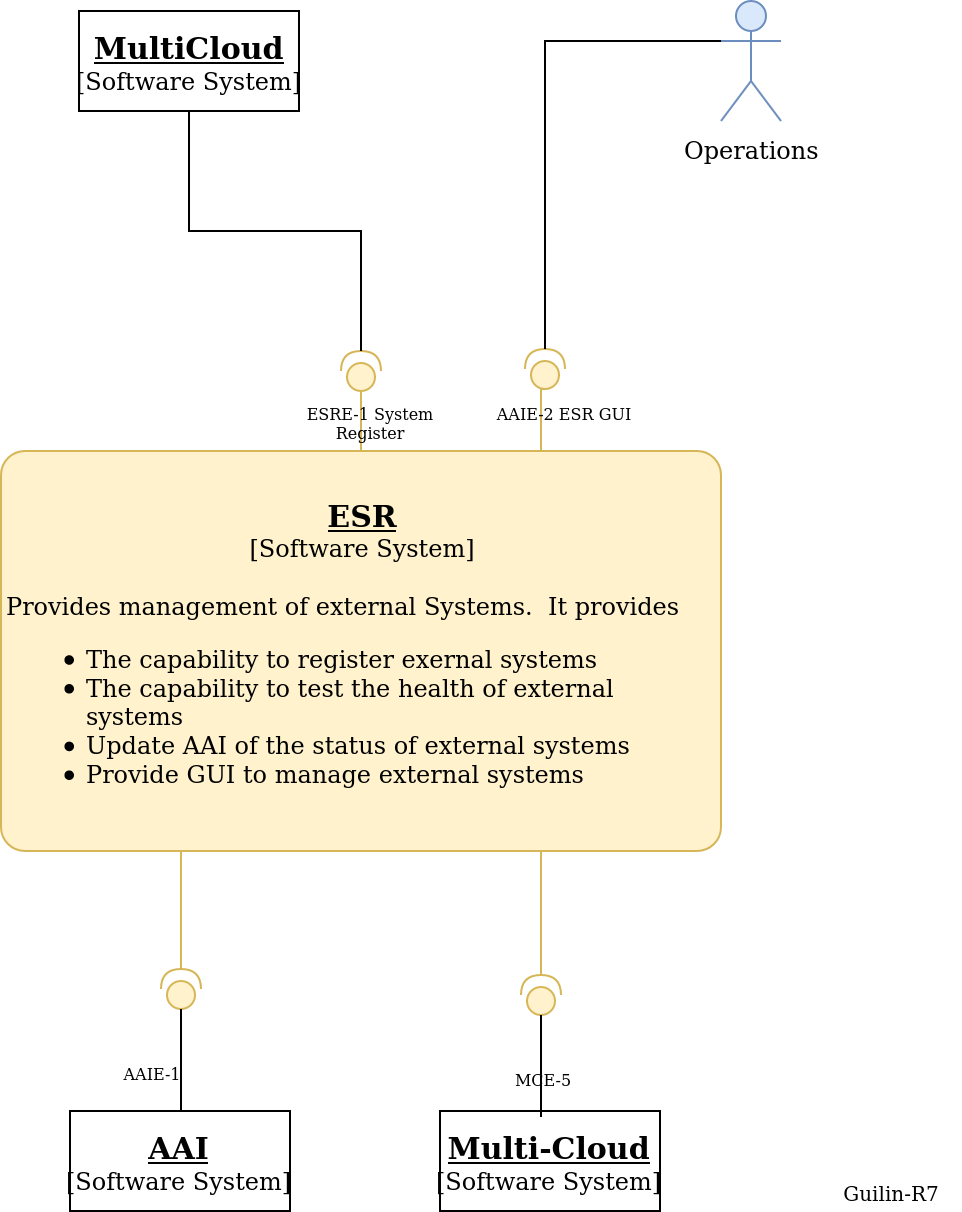 MultiCloud
[Software System]
Operations
ESRE-1 System
Register
AAIE-2 ESR GUI
ESR
[Software System]
Provides management of external Systems.  It provides
The capability to register exernal systems
The capability to test the health of external
systems
Update AAI of the status of external systems
Provide GUI to manage external systems
AAIE-1
MCE-5
AAI
[Software System]
Multi-Cloud
[Software System]
Guilin-R7